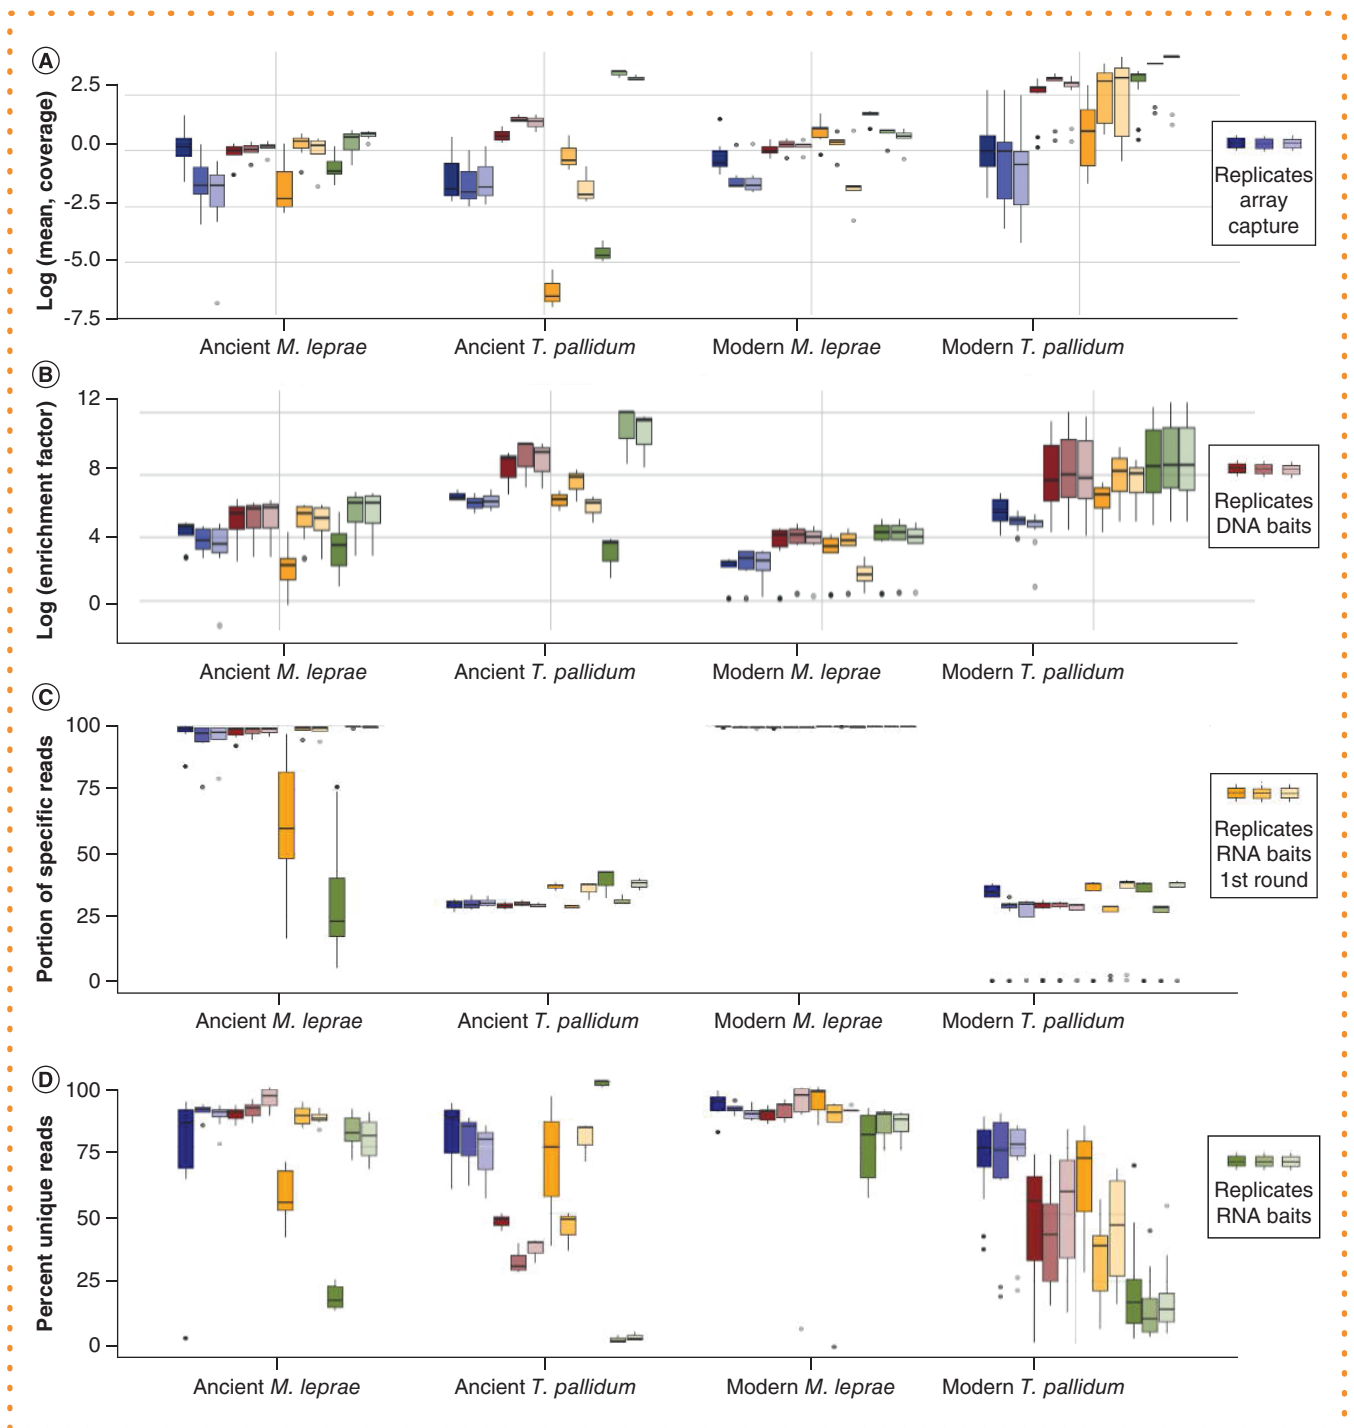 A
Log (mean, coverage)
2.5
0.0
-2.5
-5.0
-7.5
Ancient M. leprae
Ancient T. pallidum
Modern M. leprae
Modern T. pallidum
Replicates
array
capture
B
Log (enrichment factor)
12
8
4
0
Ancient M. leprae
Ancient T. pallidum
Modern M. leprae
Modern T. pallidum
Replicates
DNA baits
C
Portion of specific reads
100
75
50
25
0
Ancient M. leprae
Ancient T. pallidum
Modern M. leprae
Modern T. pallidum
Replicates
RNA baits
1st round
D
Percent unique reads
100
75
50
25
0
Ancient M. leprae
Ancient T. pallidum
Modern M. leprae
Modern T. pallidum
Replicates
RNA baits